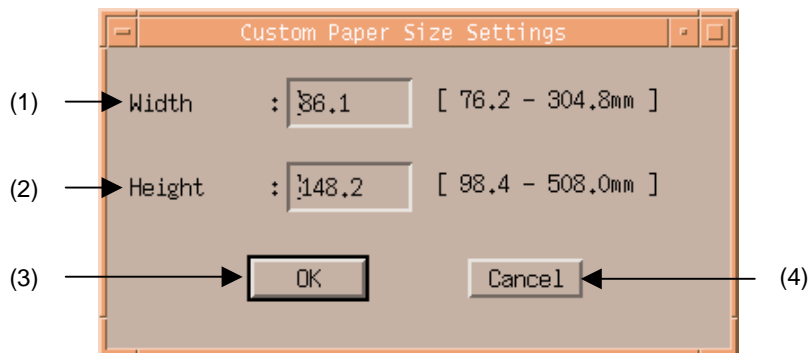 Custom Paper Size Settings
(1) Width : 86.1 [ 76.2 - 304.8mm ]
(2) Height : 148.2 [ 98.4 - 508.0mm ]
(3) OK Cancel (4)